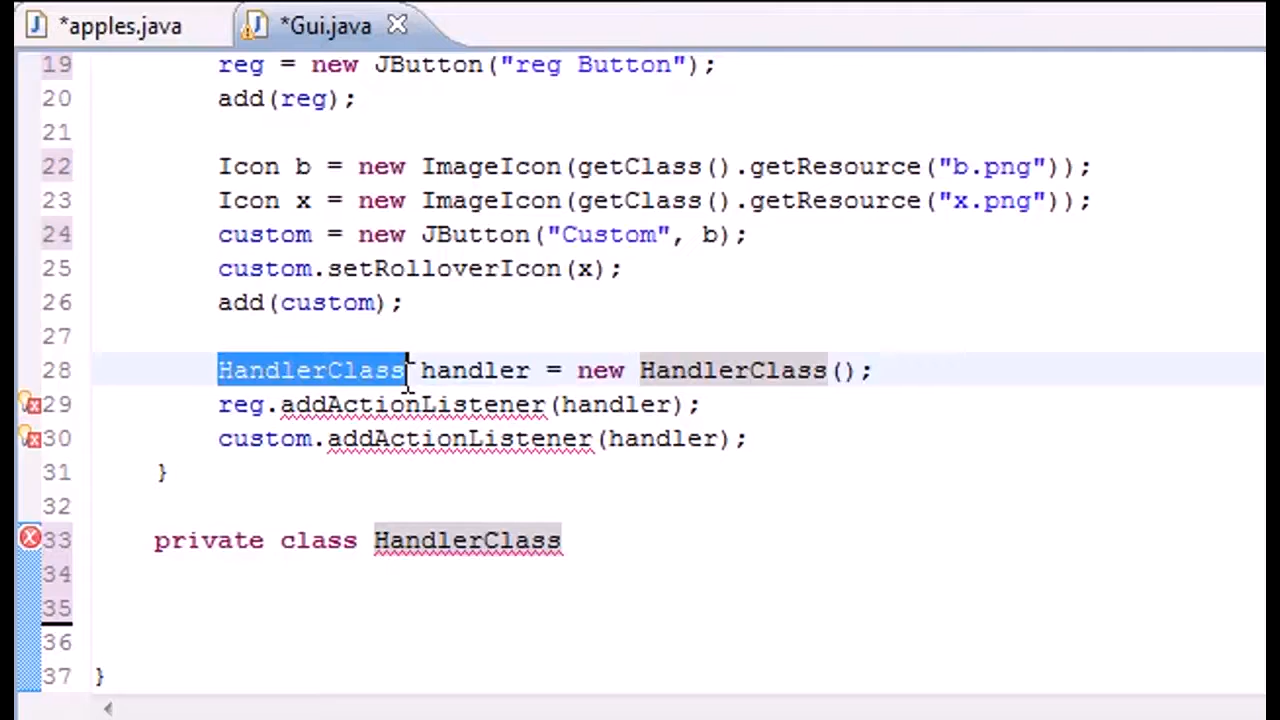 *apples.java *Gui.java
19 reg = new JButton("reg Button");
20 add(reg);
21
22 Icon b = new ImageIcon(getClass().getResource("b.png"));
23 Icon x = new ImageIcon(getClass().getResource("x.png"));
24 custom = new JButton("Custom", b);
25 custom.setRolloverIcon(x);
26 add(custom);
27
28 HandlerClass handler = new HandlerClass();
29 reg.addActionListener(handler);
30 custom.addActionListener(handler);
31 }
32
33 private class HandlerClass
34
35
36
37 }